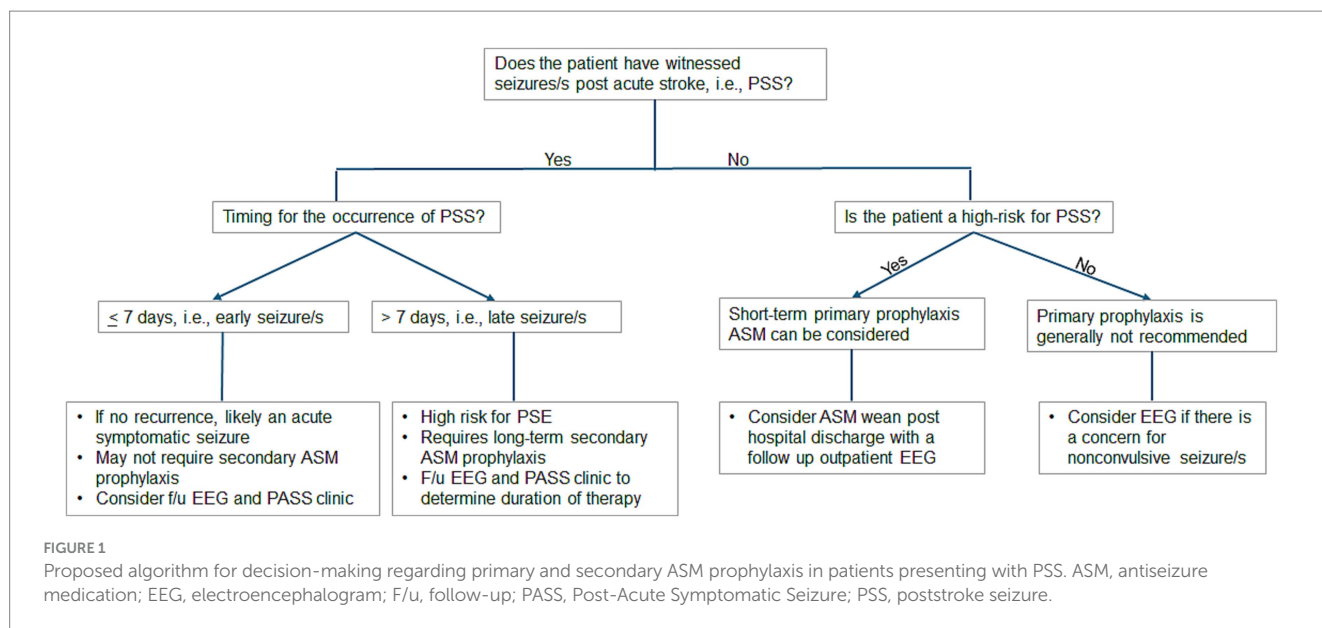 Does the patient have witnessed
seizures/s post acute stroke, i.e., PSS?
Yes
No
Timing for the occurrence of PSS?
Is the patient a high-risk for PSS?
Yes
No
≤ 7 days, i.e., early seizure/s
> 7 days, i.e., late seizure/s
Short-term primary prophylaxis
ASM can be considered
Primary prophylaxis is
generally not recommended
• If no recurrence, likely an acute
symptomatic seizure
• May not require secondary ASM
prophylaxis
• Consider f/u EEG and PASS clinic
• High risk for PSE
• Requires long-term secondary
ASM prophylaxis
• F/u EEG and PASS clinic to
determine duration of therapy
• Consider ASM wean post
hospital discharge with a
follow up outpatient EEG
• Consider EEG if there is
a concern for
nonconvulsive seizure/s
FIGURE 1
Proposed algorithm for decision-making regarding primary and secondary ASM prophylaxis in patients presenting with PSS. ASM, antiseizure
medication; EEG, electroencephalogram; F/u, follow-up; PASS, Post-Acute Symptomatic Seizure; PSS, poststroke seizure.